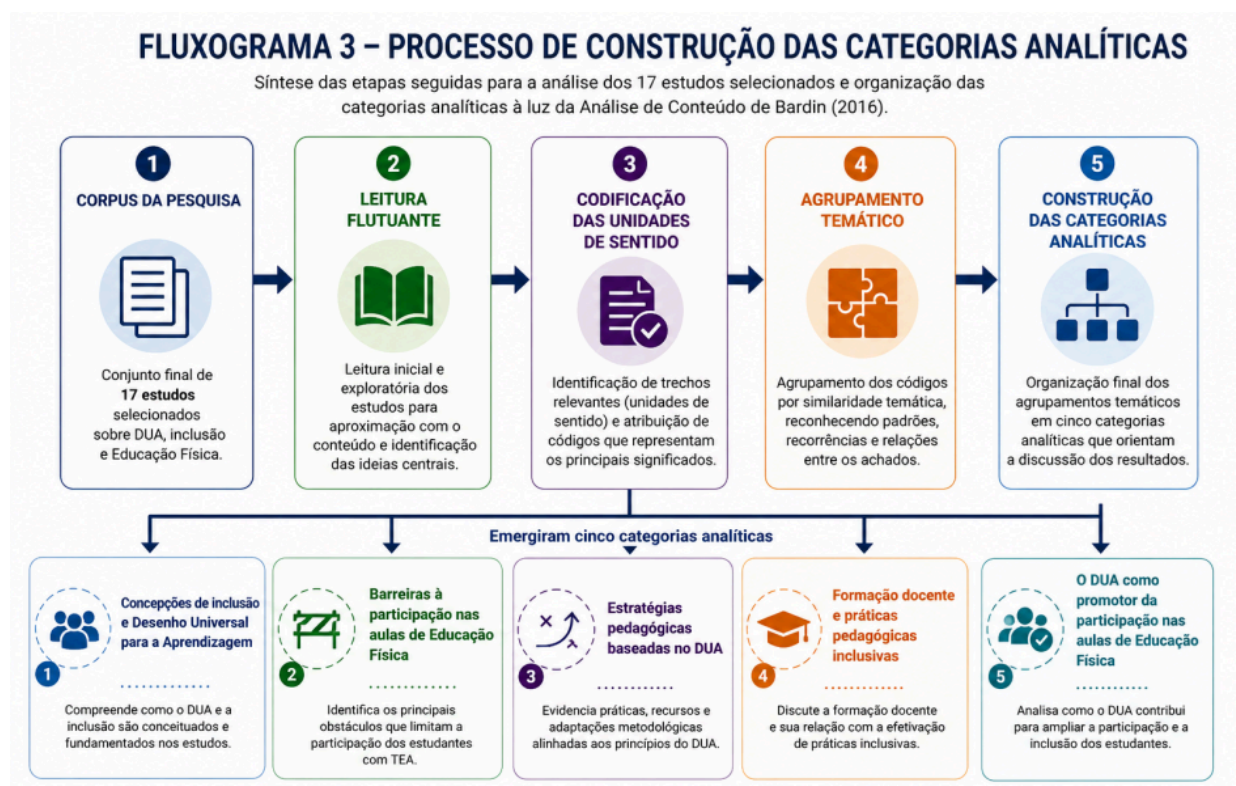 FLUXOGRAMA 3 – PROCESSO DE CONSTRUÇÃO DAS CATEGORIAS ANALÍTICAS
Síntese das etapas seguidas para a análise dos 17 estudos selecionados e organização das
categorias analíticas à luz da Análise de Conteúdo de Bardin (2016).
1
CORPUS DA PESQUISA
Conjunto final de
17 estudos
selecionados
sobre DUA, inclusão
e Educação Física.
2
LEITURA
FLUTUANTE
Leitura inicial e
exploratória dos
estudos para
aproximação com o
conteúdo e identificação
das ideias centrais.
3
CODIFICAÇÃO
DAS UNIDADES
DE SENTIDO
Identificação de trechos
relevantes (unidades de
sentido) e atribuição de
códigos que representam
os principais significados.
4
AGRUPAMENTO
TEMÁTICO
Agrupamento dos códigos
por similaridade temática,
reconhecendo padrões,
recorrências e relações
entre os achados.
5
CONSTRUÇÃO
DAS CATEGORIAS
ANALÍTICAS
Organização final dos
agrupamentos temáticos
em cinco categorias
analíticas que orientam
a discussão dos resultados.
Emergiram cinco categorias analíticas
Concepções de inclusão
e Desenho Universal
para a Aprendizagem
1
Compreende como o DUA e a
inclusão são conceituados e
fundamentados nos estudos.
Barreiras à
participação nas
aulas de Educação
Física
2
Identifica os principais
obstáculos que limitam a
participação dos estudantes
com TEA.
Estratégias
pedagógicas
baseadas no DUA
3
Evidencia práticas, recursos e
adaptações metodológicas
alinhadas aos princípios do DUA.
Formação docente
e práticas
pedagógicas
inclusivas
4
Discute a formação docente
e sua relação com a efetivação
de práticas inclusivas.
O DUA como
promotor da
participação nas
aulas de Educação
Física
5
Analisa como o DUA contribui
para ampliar a participação e a
inclusão dos estudantes.